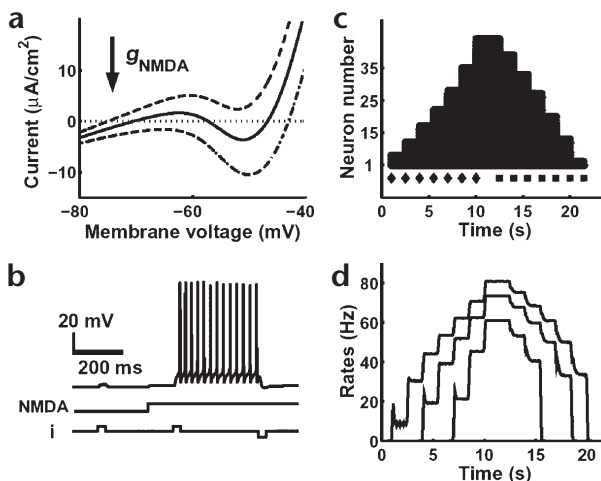 a
g NMDA
10
0
−10
Current (μA/cm²)
−80
−60
−40
Membrane voltage (mV)
b
20 mV
200 ms
NMDA
i
c
35
25
15
1
Neuron number
0
5
10
15
20
Time (s)
d
80
60
40
20
0
Rates (Hz)
0
5
10
15
20
Time (s)